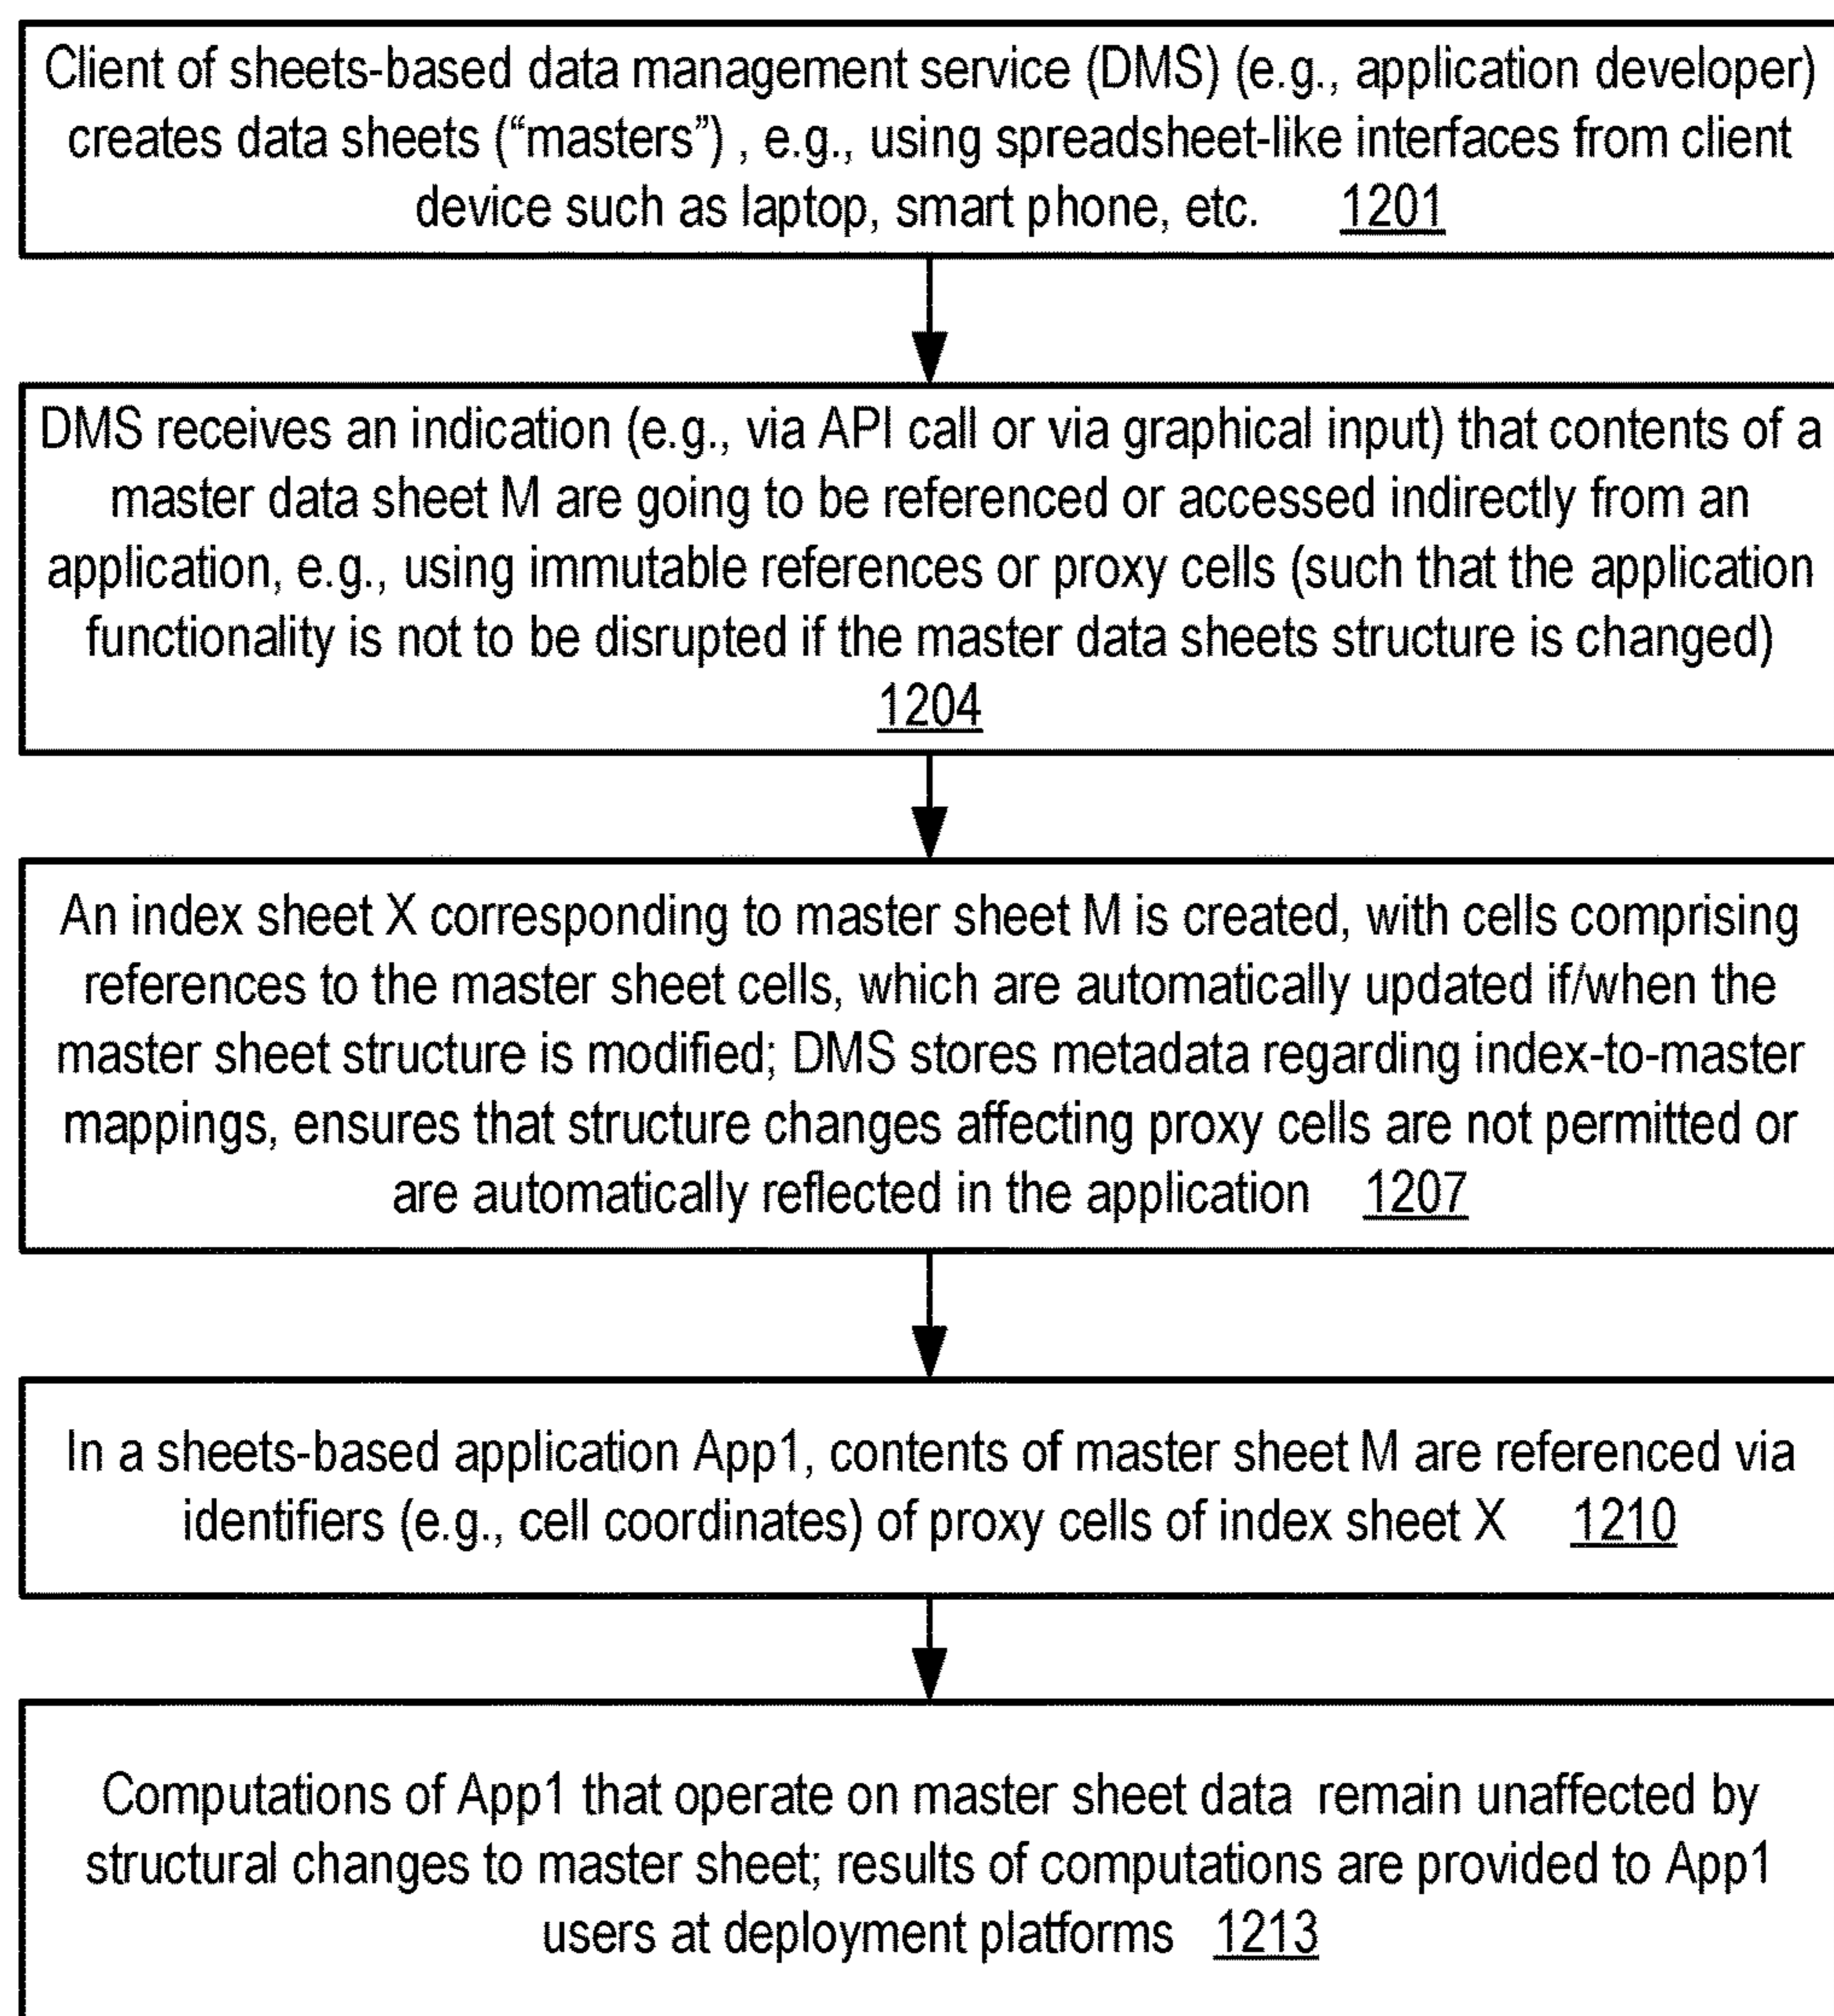 Client of sheets-based data management service (DMS) (e.g., application developer)
creates data sheets (“masters”) , e.g., using spreadsheet-like interfaces from client
device such as laptop, smart phone, etc. 1201
DMS receives an indication (e.g., via API call or via graphical input) that contents of a
master data sheet M are going to be referenced or accessed indirectly from an
application, e.g., using immutable references or proxy cells (such that the application
functionality is not to be disrupted if the master data sheets structure is changed)
1204
An index sheet X corresponding to master sheet M is created, with cells comprising
references to the master sheet cells, which are automatically updated if/when the
master sheet structure is modified; DMS stores metadata regarding index-to-master
mappings, ensures that structure changes affecting proxy cells are not permitted or
are automatically reflected in the application 1207
In a sheets-based application App1, contents of master sheet M are referenced via
identifiers (e.g., cell coordinates) of proxy cells of index sheet X 1210
Computations of App1 that operate on master sheet data remain unaffected by
structural changes to master sheet; results of computations are provided to App1
users at deployment platforms 1213